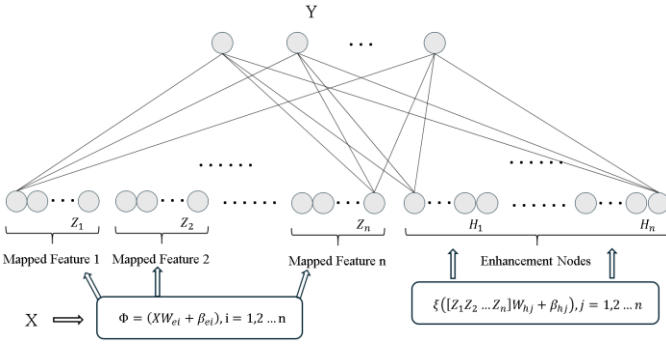 Y
...
...... ......
... ... ...... ... ... ...... ...
Z₁ Z₂ Zₙ H₁ Hₙ
Mapped Feature 1 Mapped Feature 2 Mapped Feature n Enhancement Nodes
X Φ = (XWₑᵢ + βₑᵢ), i = 1,2 … n ξ([Z₁Z₂ … Zₙ]Wₕⱼ + βₕⱼ), j = 1,2 … n